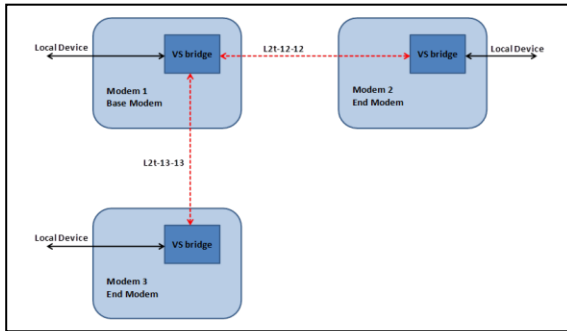 Local Device
VS bridge
L2t-12-12
VS bridge
Local Device
Modem 1
Base Modem
Modem 2
End Modem
L2t-13-13
Local Device
VS bridge
Modem 3
End Modem